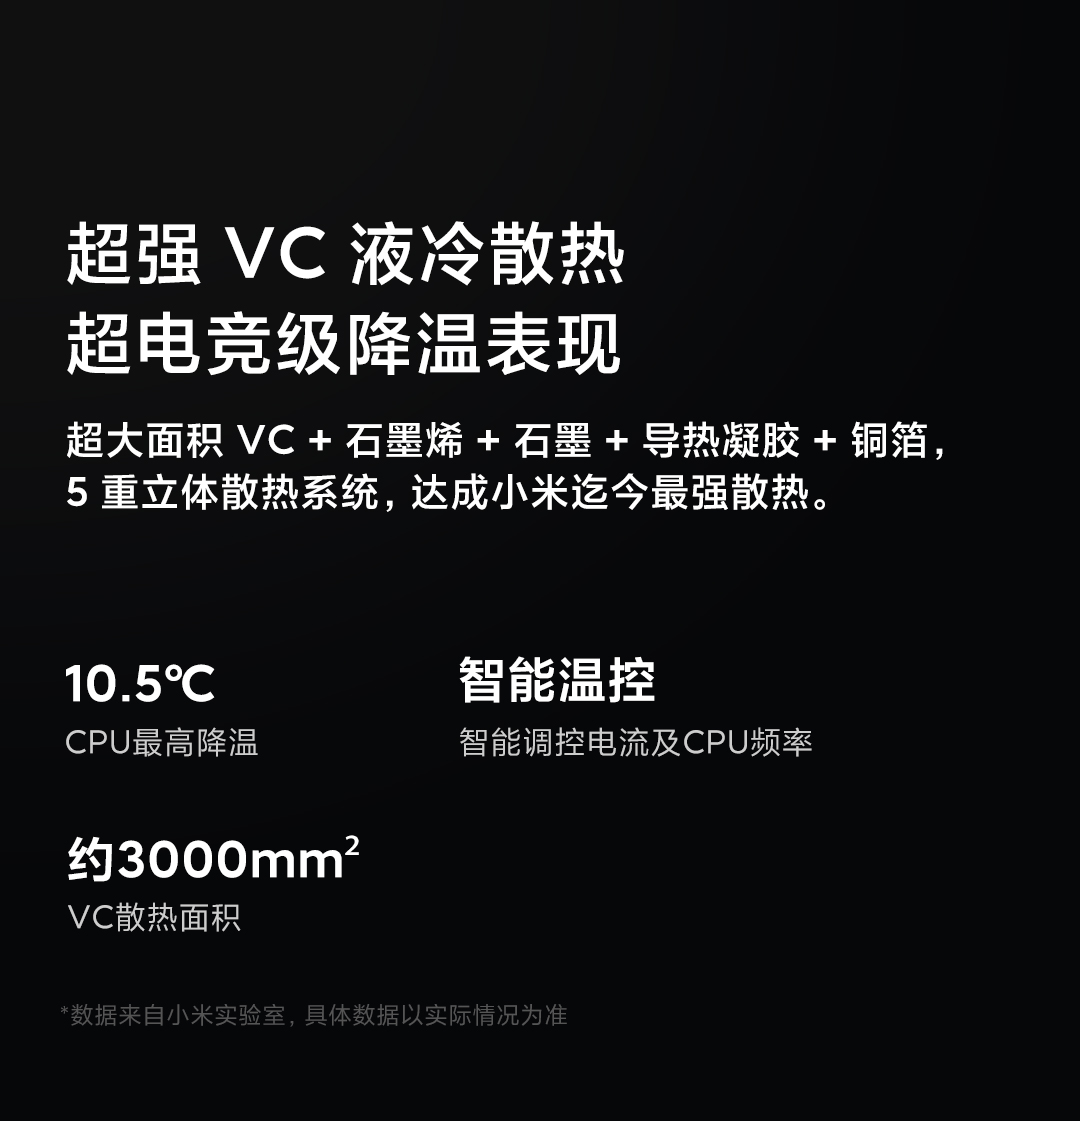 超强 VC 液冷散热
超电竞级降温表现
超大面积 VC + 石墨烯 + 石墨 + 导热凝胶 + 铜箔，
5 重立体散热系统，达成小米迄今最强散热。
10.5℃
CPU最高降温
智能温控
智能调控电流及CPU频率
约3000mm²
VC散热面积
*数据来自小米实验室，具体数据以实际情况为准